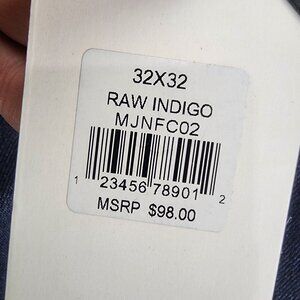 32X32
RAW INDIGO
MJNFC02
1 23456 78901 2
MSRP $98.00